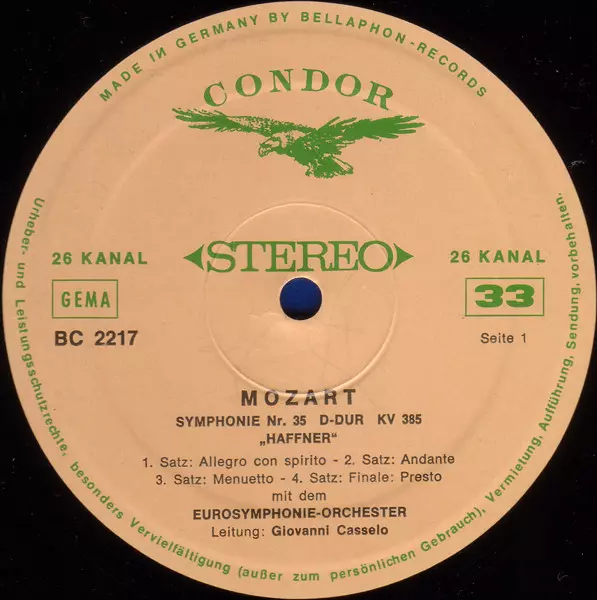 MADE IN GERMANY BY BELLAPHON-RECORDS
CONDOR
26 KANAL
STEREO
26 KANAL
GEMA
33
BC 2217
Seite 1
MOZART
SYMPHONIE Nr. 35 D-DUR KV 385
„HAFFNER“
1. Satz: Allegro con spirito - 2. Satz: Andante
3. Satz: Menuetto - 4. Satz: Finale: Presto
mit dem
EUROSYMPHONIE-ORCHESTER
Leitung: Giovanni Casselo
Urheber- und Leistungsschutzrechte, besonders Vervielfältigung (außer zum persönlichen Gebrauch), Vermietung, Aufführung, Sendung, vorbehalten.